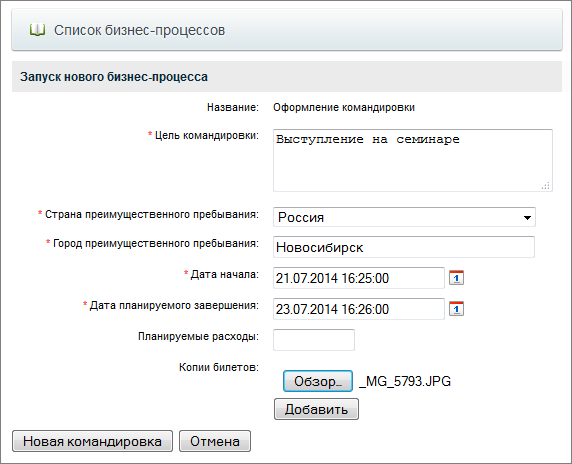 Список бизнес-процессов
Запуск нового бизнес-процесса
Название: Оформление командировки
* Цель командировки: Выступление на семинаре
* Страна преимущественного пребывания: Россия
* Город преимущественного пребывания: Новосибирск
* Дата начала: 21.07.2014 16:25:00 1
* Дата планируемого завершения: 23.07.2014 16:26:00 1
Планируемые расходы:
Копии билетов:
Обзор... _MG_5793.JPG
Добавить
Новая командировка Отмена